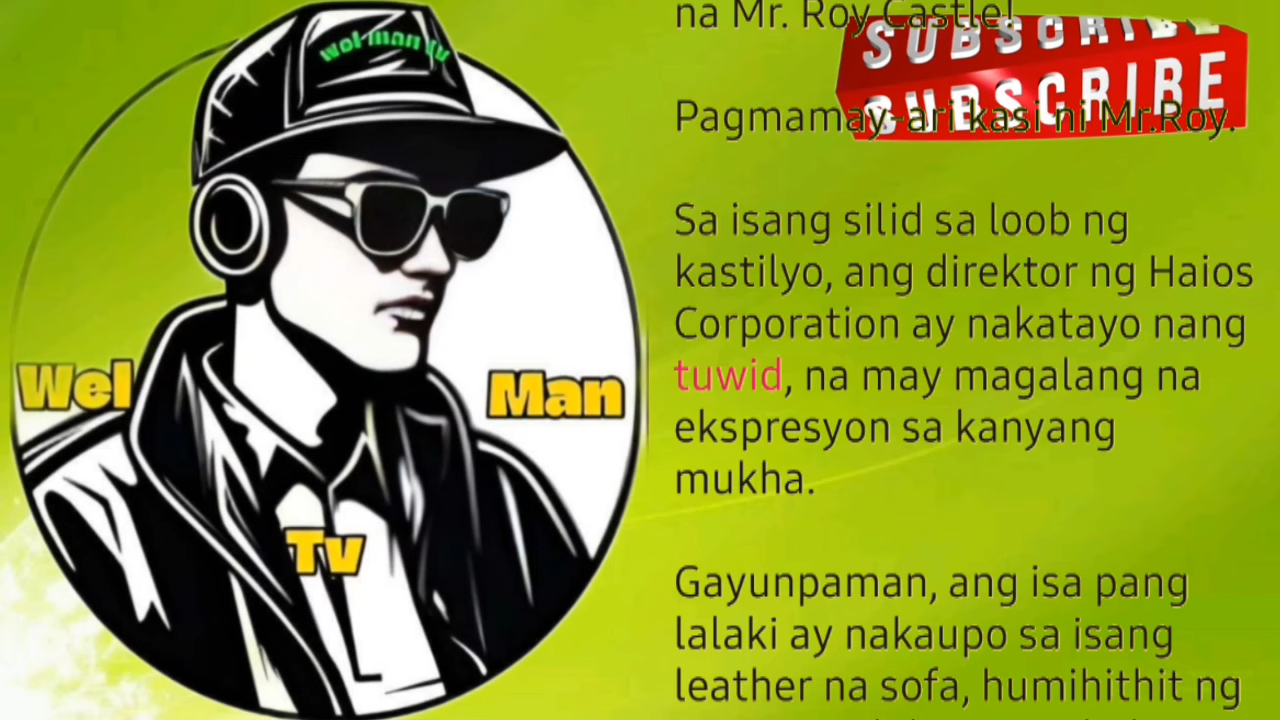 wel man tv
Wel
Man
Tv
SUBSCRIBE
SUBSCRIBE
na Mr. Roy Castle!
Pagmamay-ari kasi ni Mr.Roy.
Sa isang silid sa loob ng
kastilyo, ang direktor ng Haios
Corporation ay nakatayo nang
tuwid, na may magalang na
ekspresyon sa kanyang
mukha.
Gayunpaman, ang isa pang
lalaki ay nakaupo sa isang
leather na sofa, humihithit ng